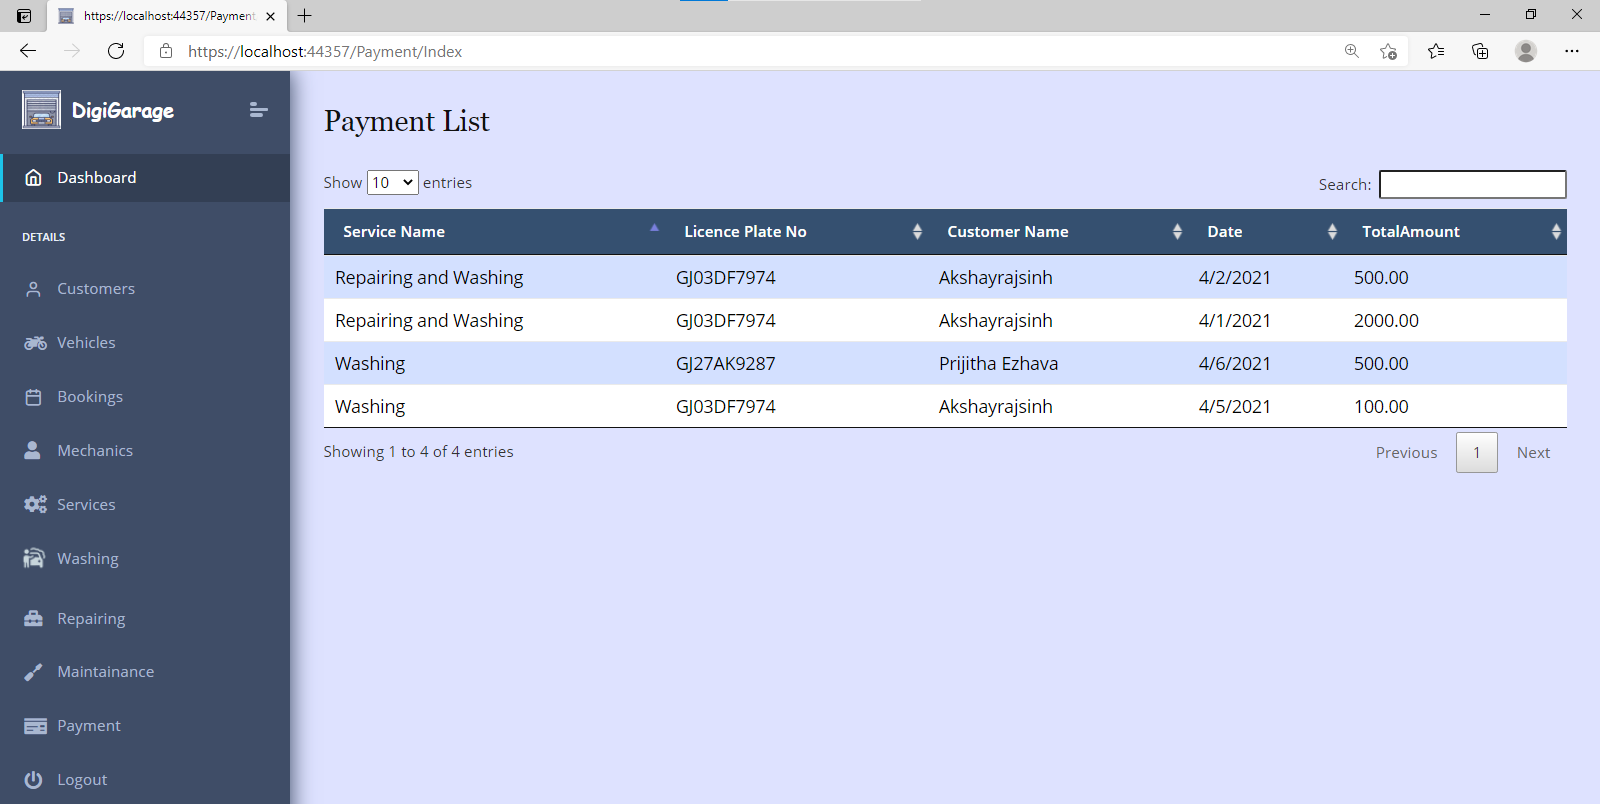 https://localhost:44357/Payment
https://localhost:44357/Payment/Index
DigiGarage
Dashboard
DETAILS
Customers
Vehicles
Bookings
Mechanics
Services
Washing
Repairing
Maintainance
Payment
Logout
Payment List
Show 10 entries
Search:
Service Name Licence Plate No Customer Name Date TotalAmount
Repairing and Washing GJ03DF7974 Akshayrajsinh 4/2/2021 500.00
Repairing and Washing GJ03DF7974 Akshayrajsinh 4/1/2021 2000.00
Washing GJ27AK9287 Prijitha Ezhava 4/6/2021 500.00
Washing GJ03DF7974 Akshayrajsinh 4/5/2021 100.00
Showing 1 to 4 of 4 entries
Previous 1 Next